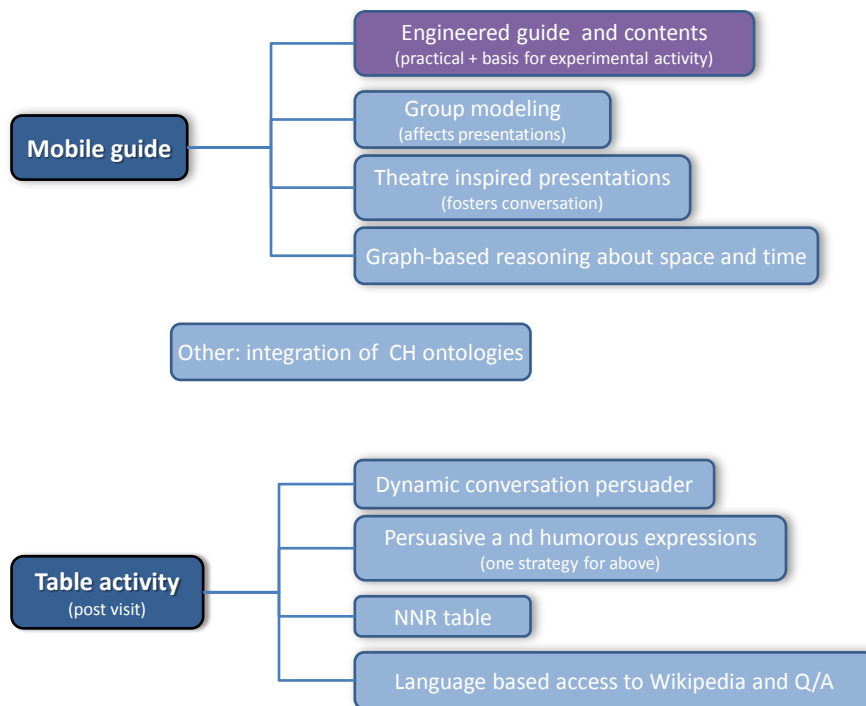 Engineered guide and contents
(practical + basis for experimental activity)
Group modeling
(affects presentations)
Mobile guide
Theatre inspired presentations
(fosters conversation)
Graph-based reasoning about space and time
Other: integration of CH ontologies
Dynamic conversation persuader
Persuasive a nd humorous expressions
(one strategy for above)
Table activity
(post visit)
NNR table
Language based access to Wikipedia and Q/A